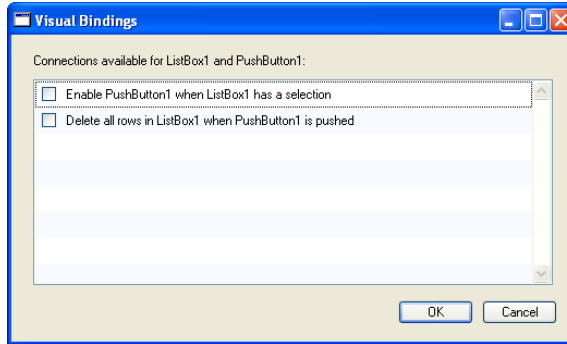 Visual Bindings
Connections available for ListBox1 and PushButton1:
Enable PushButton1 when ListBox1 has a selection
Delete all rows in ListBox1 when PushButton1 is pushed
OK
Cancel